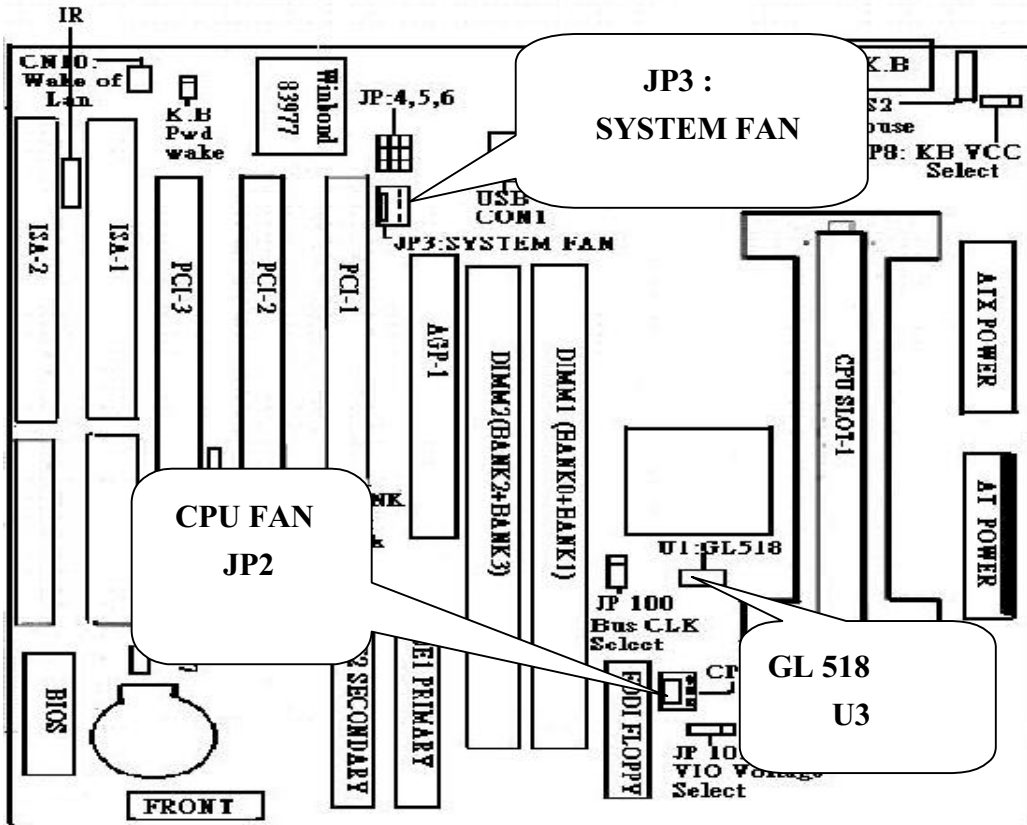 IR
CN10:
Wake of
Lan
K.B
Pwd
wake
Winbond
83977
JP:4,5,6
JP3 :
SYSTEM FAN
K.B
S2
ouse
P8: KB VCC
Select
USB
CON1
JP3:SYSTEM FAN
ISA-2
ISA-1
PCI-3
PCI-2
PCI-1
AGP-1
DIMM2(BANK2+BANK3)
DIMM1 (BANK0+BANK1)
CPU SLOT-1
ATX POWER
AT POWER
NK
k
CPU FAN
JP2
U1:GL518
JP 100
Bus CLK
Select
GL 518
U3
CP
BIOS
SECONDARY
E1 PRIMARY
FDD1 FLOPPY
JP 10
VIO Voltage
Select
FRONT